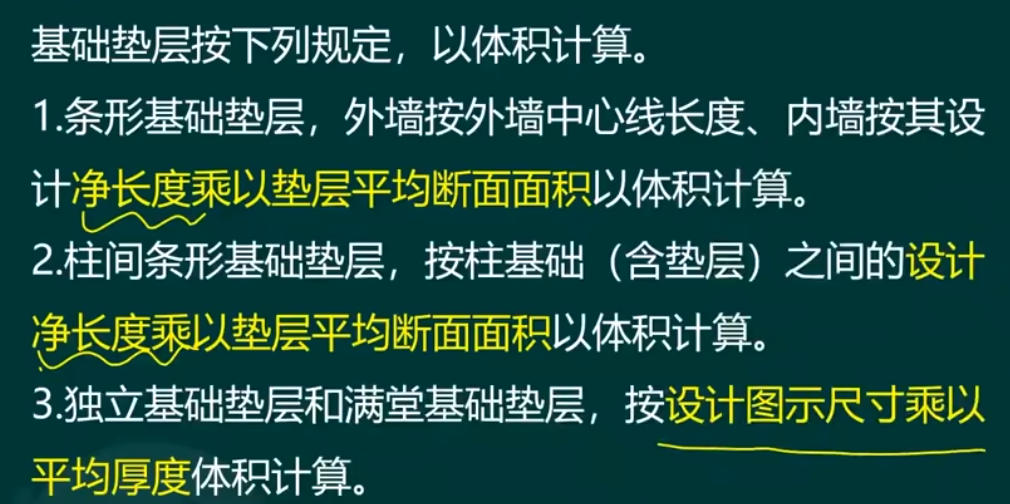 基础垫层按下列规定，以体积计算。
1.条形基础垫层，外墙按外墙中心线长度、内墙按其设
计净长度乘以垫层平均断面面积以体积计算。
2.柱间条形基础垫层，按柱基础（含垫层）之间的设计
净长度乘以垫层平均断面面积以体积计算。
3.独立基础垫层和满堂基础垫层，按设计图示尺寸乘以
平均厚度体积计算。